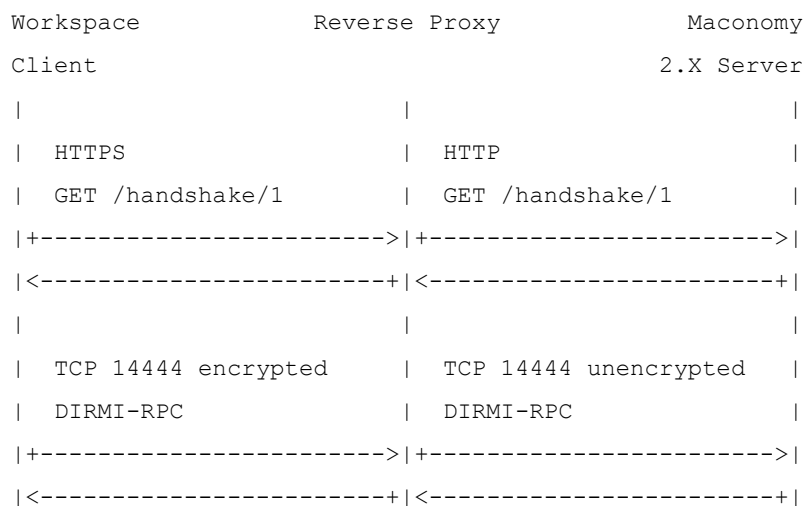 Workspace Reverse Proxy Maconomy
Client 2.X Server
| | |
| HTTPS | HTTP |
| GET /handshake/1 | GET /handshake/1 |
|+------------------------>|+------------------------>|
|<------------------------+|<------------------------+|
| | |
| TCP 14444 encrypted | TCP 14444 unencrypted |
| DIRMI-RPC | DIRMI-RPC |
|+------------------------>|+------------------------>|
|<------------------------+|<------------------------+|